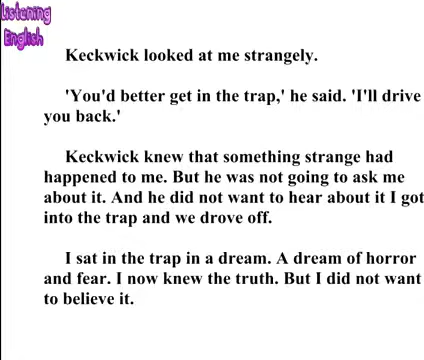 Listening
English
Keckwick looked at me strangely.
'You'd better get in the trap,' he said. 'I'll drive
you back.'
Keckwick knew that something strange had
happened to me. But he was not going to ask me
about it. And he did not want to hear about it I got
into the trap and we drove off.
I sat in the trap in a dream. A dream of horror
and fear. I now knew the truth. But I did not want
to believe it.